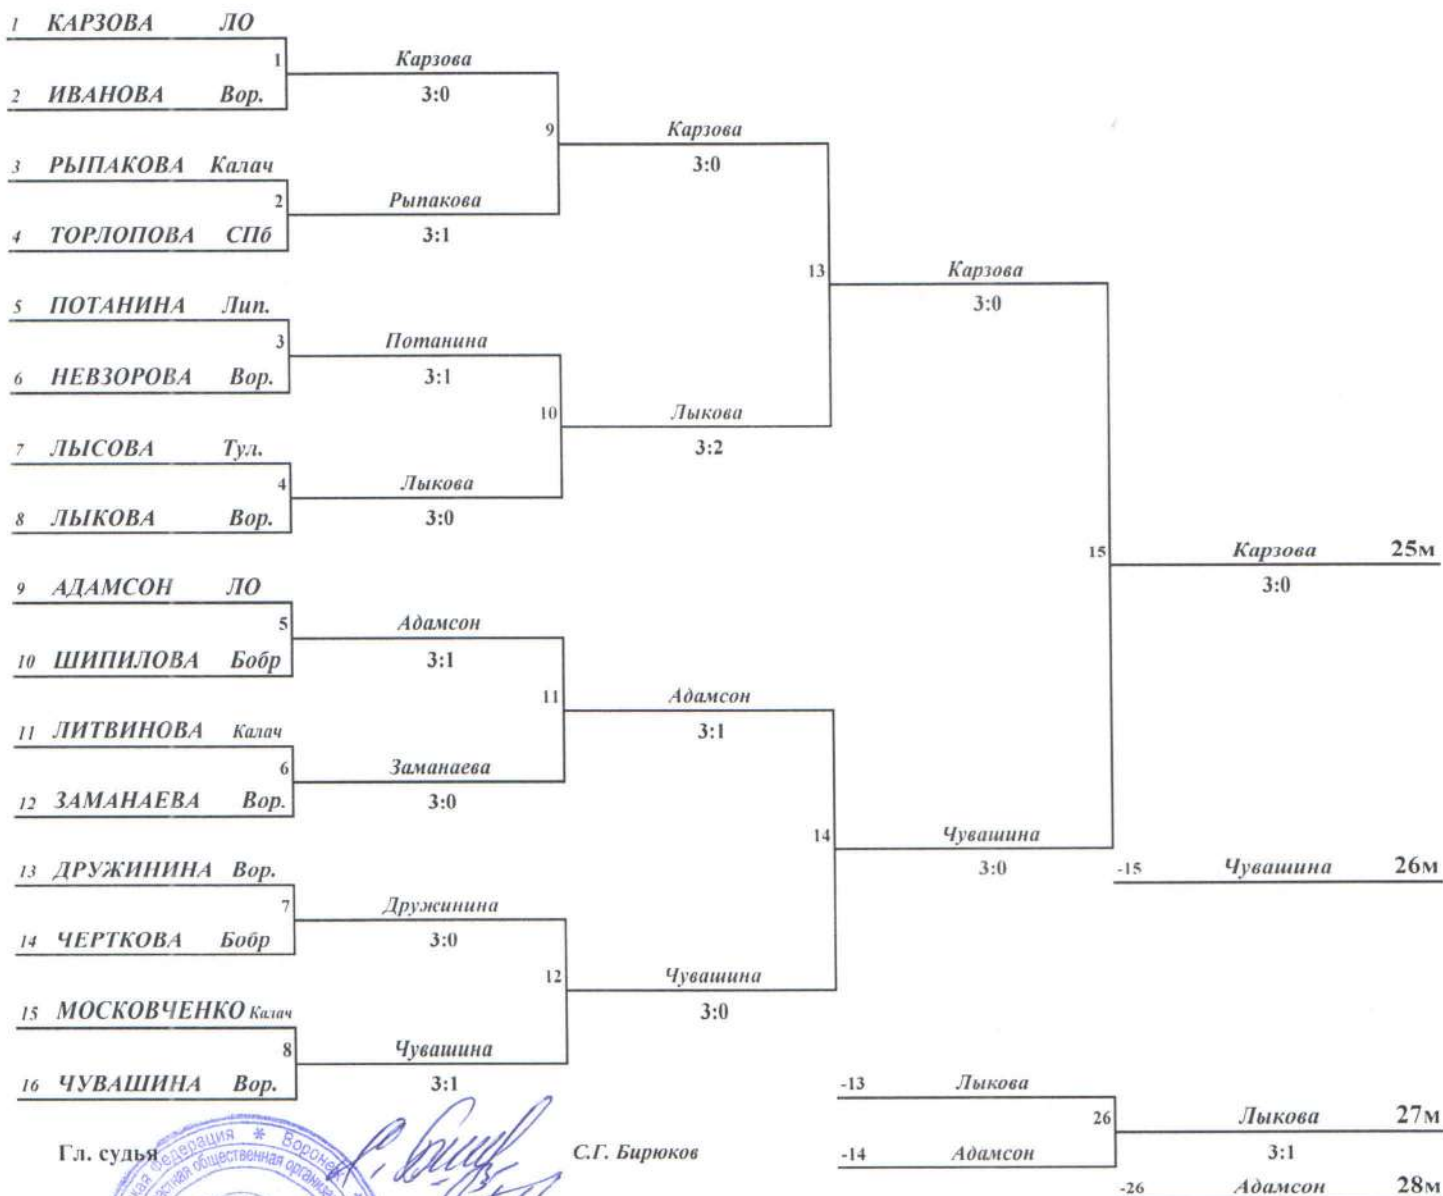 1 КАРЗОВА ЛО
1
Карзова
2 ИВАНОВА Вор.
3:0
9
Карзова
3 РЫПАКОВА Калач
3:0
2
Рыпакова
4 ТОРЛОПОВА СПб
3:1
13
Карзова
5 ПОТАНИНА Лип.
3:0
3
Потанина
6 НЕВЗОРОВА Вор.
3:1
10
Лыкова
7 ЛЫСОВА Тул.
3:2
4
Лыкова
8 ЛЫКОВА Вор.
3:0
15
Карзова 25м
9 АДАМСОН ЛО
3:0
5
Адамсон
10 ШИПИЛОВА Бобр
3:1
11
Адамсон
11 ЛИТВИНОВА Калач
3:1
6
Заманаева
12 ЗАМАНАЕВА Вор.
3:0
14
Чувашина
13 ДРУЖИНИНА Вор.
3:0
-15 Чувашина 26м
7
Дружинина
14 ЧЕРТКОВА Бобр
3:0
12
Чувашина
15 МОСКОВЧЕНКО Калач
3:0
8
Чувашина
16 ЧУВАШИНА Вор.
3:1
-13 Лыкова
26
Лыкова 27м
Гл. судья С.Г. Бирюков
-14 Адамсон
3:1
-26 Адамсон 28м
федерация * Воронеж
общественная